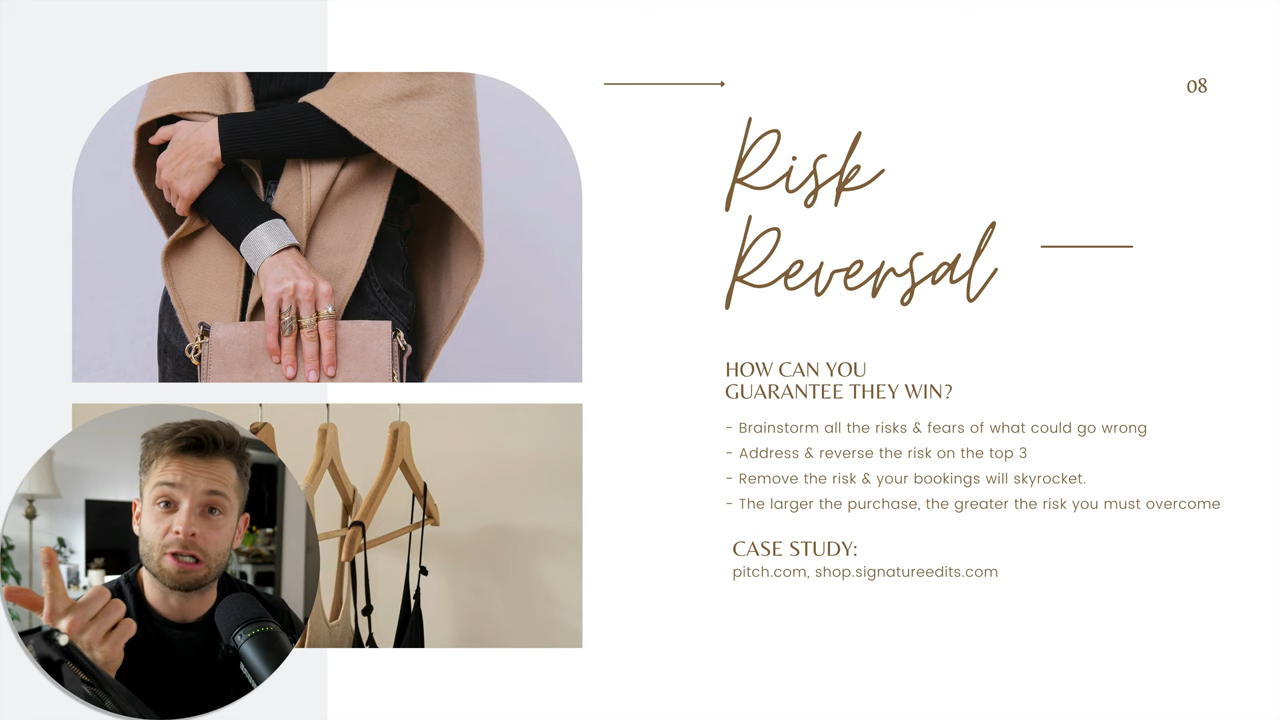 08
Risk
Reversal
HOW CAN YOU
GUARANTEE THEY WIN?
- Brainstorm all the risks & fears of what could go wrong
- Address & reverse the risk on the top 3
- Remove the risk & your bookings will skyrocket.
- The larger the purchase, the greater the risk you must overcome
CASE STUDY:
pitch.com, shop.signatureedits.com